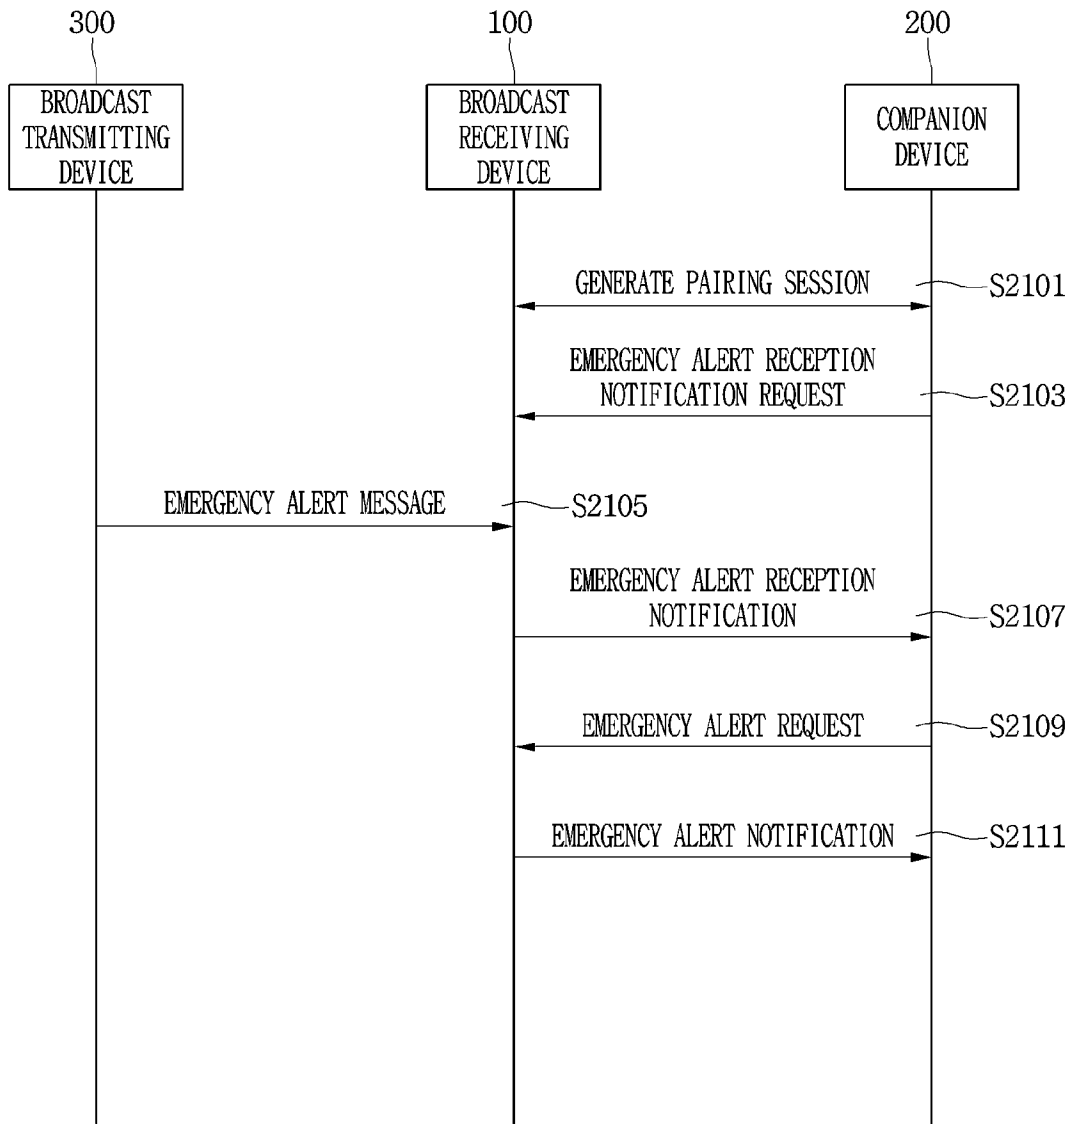 300
100
200
BROADCAST
TRANSMITTING
DEVICE
BROADCAST
RECEIVING
DEVICE
COMPANION
DEVICE
GENERATE PAIRING SESSION
S2101
EMERGENCY ALERT RECEPTION
NOTIFICATION REQUEST
S2103
EMERGENCY ALERT MESSAGE
S2105
EMERGENCY ALERT RECEPTION
NOTIFICATION
S2107
EMERGENCY ALERT REQUEST
S2109
EMERGENCY ALERT NOTIFICATION
S2111